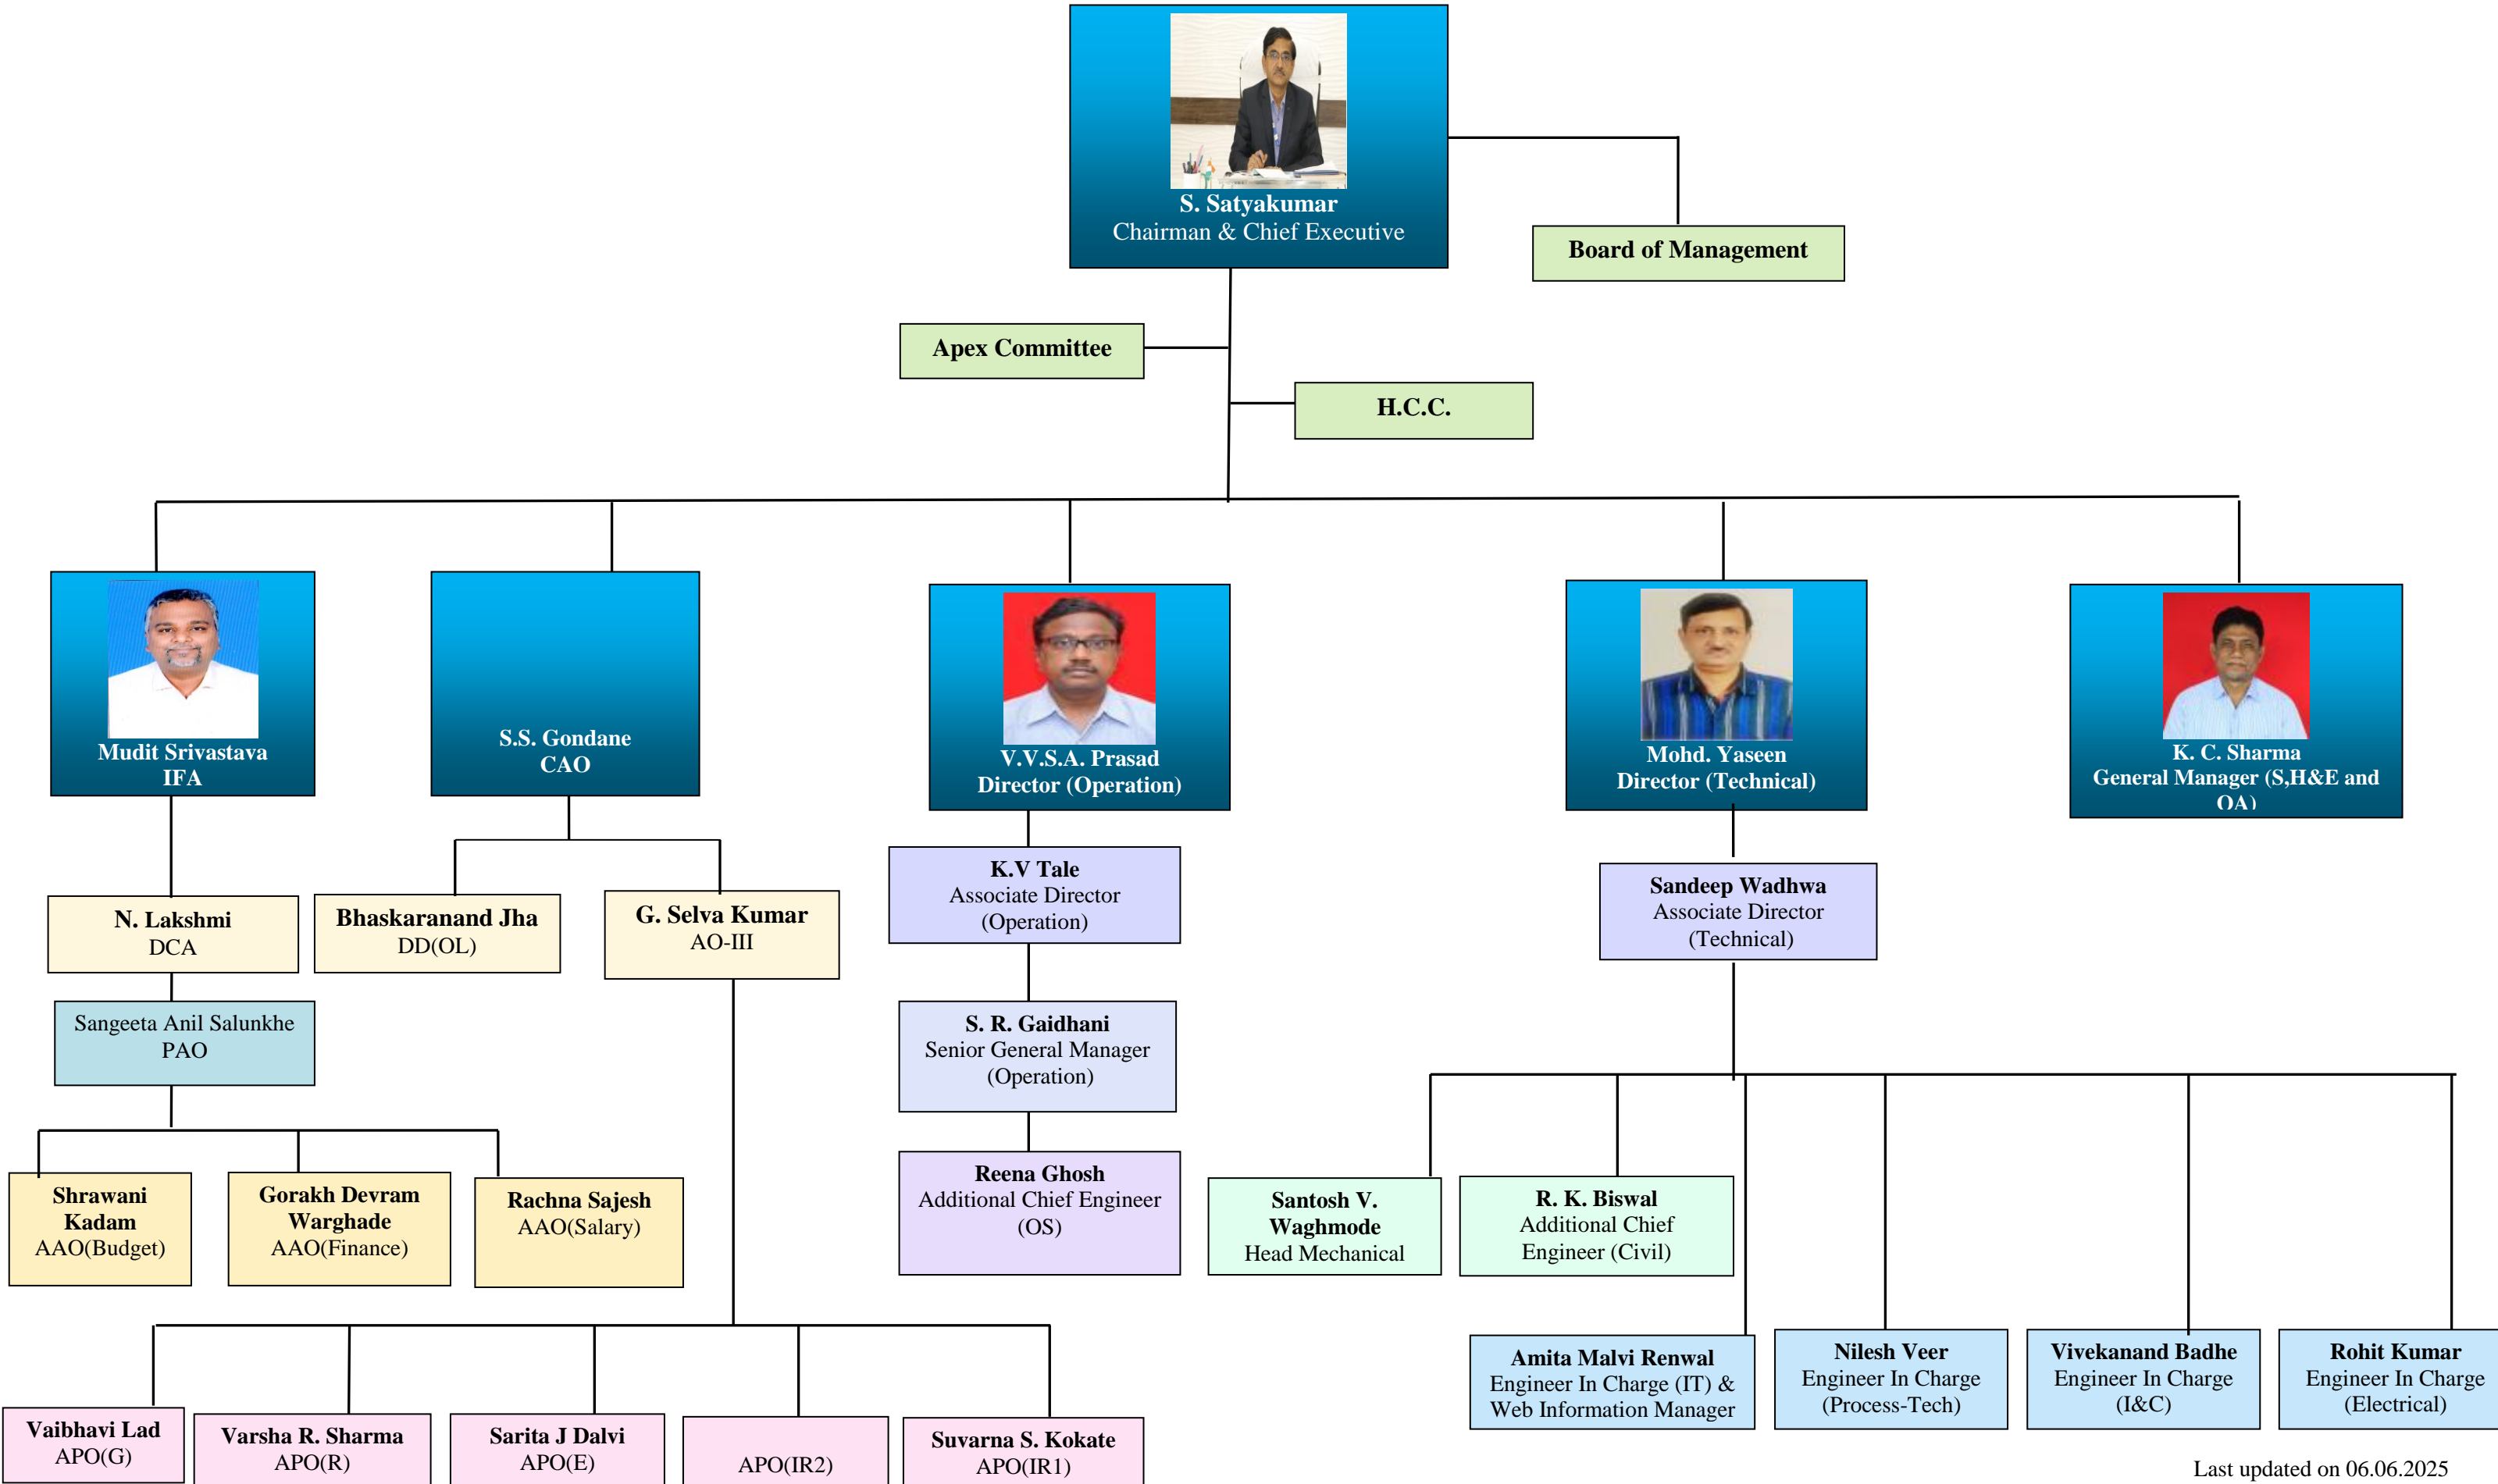 S. Satyakumar
Chairman & Chief Executive
Board of Management
Apex Committee
H.C.C.
Mudit Srivastava
IFA
S.S. Gondane
CAO
V.V.S.A. Prasad
Director (Operation)
Mohd. Yaseen
Director (Technical)
K. C. Sharma
General Manager (S,H&E and
OA)
N. Lakshmi
DCA
Bhaskaranand Jha
DD(OL)
G. Selva Kumar
AO-III
K.V Tale
Associate Director
(Operation)
Sandeep Wadhwa
Associate Director
(Technical)
Sangeeta Anil Salunkhe
PAO
S. R. Gaidhani
Senior General Manager
(Operation)
Shrawani
Kadam
AAO(Budget)
Gorakh Devram
Warghade
AAO(Finance)
Rachna Sajesh
AAO(Salary)
Reena Ghosh
Additional Chief Engineer
(OS)
Santosh V.
Waghmode
Head Mechanical
R. K. Biswal
Additional Chief
Engineer (Civil)
Amita Malvi Renwal
Engineer In Charge (IT) &
Web Information Manager
Nilesh Veer
Engineer In Charge
(Process-Tech)
Vivekanand Badhe
Engineer In Charge
(I&C)
Rohit Kumar
Engineer In Charge
(Electrical)
Vaibhavi Lad
APO(G)
Varsha R. Sharma
APO(R)
Sarita J Dalvi
APO(E)
APO(IR2)
Suvarna S. Kokate
APO(IR1)
Last updated on 06.06.2025